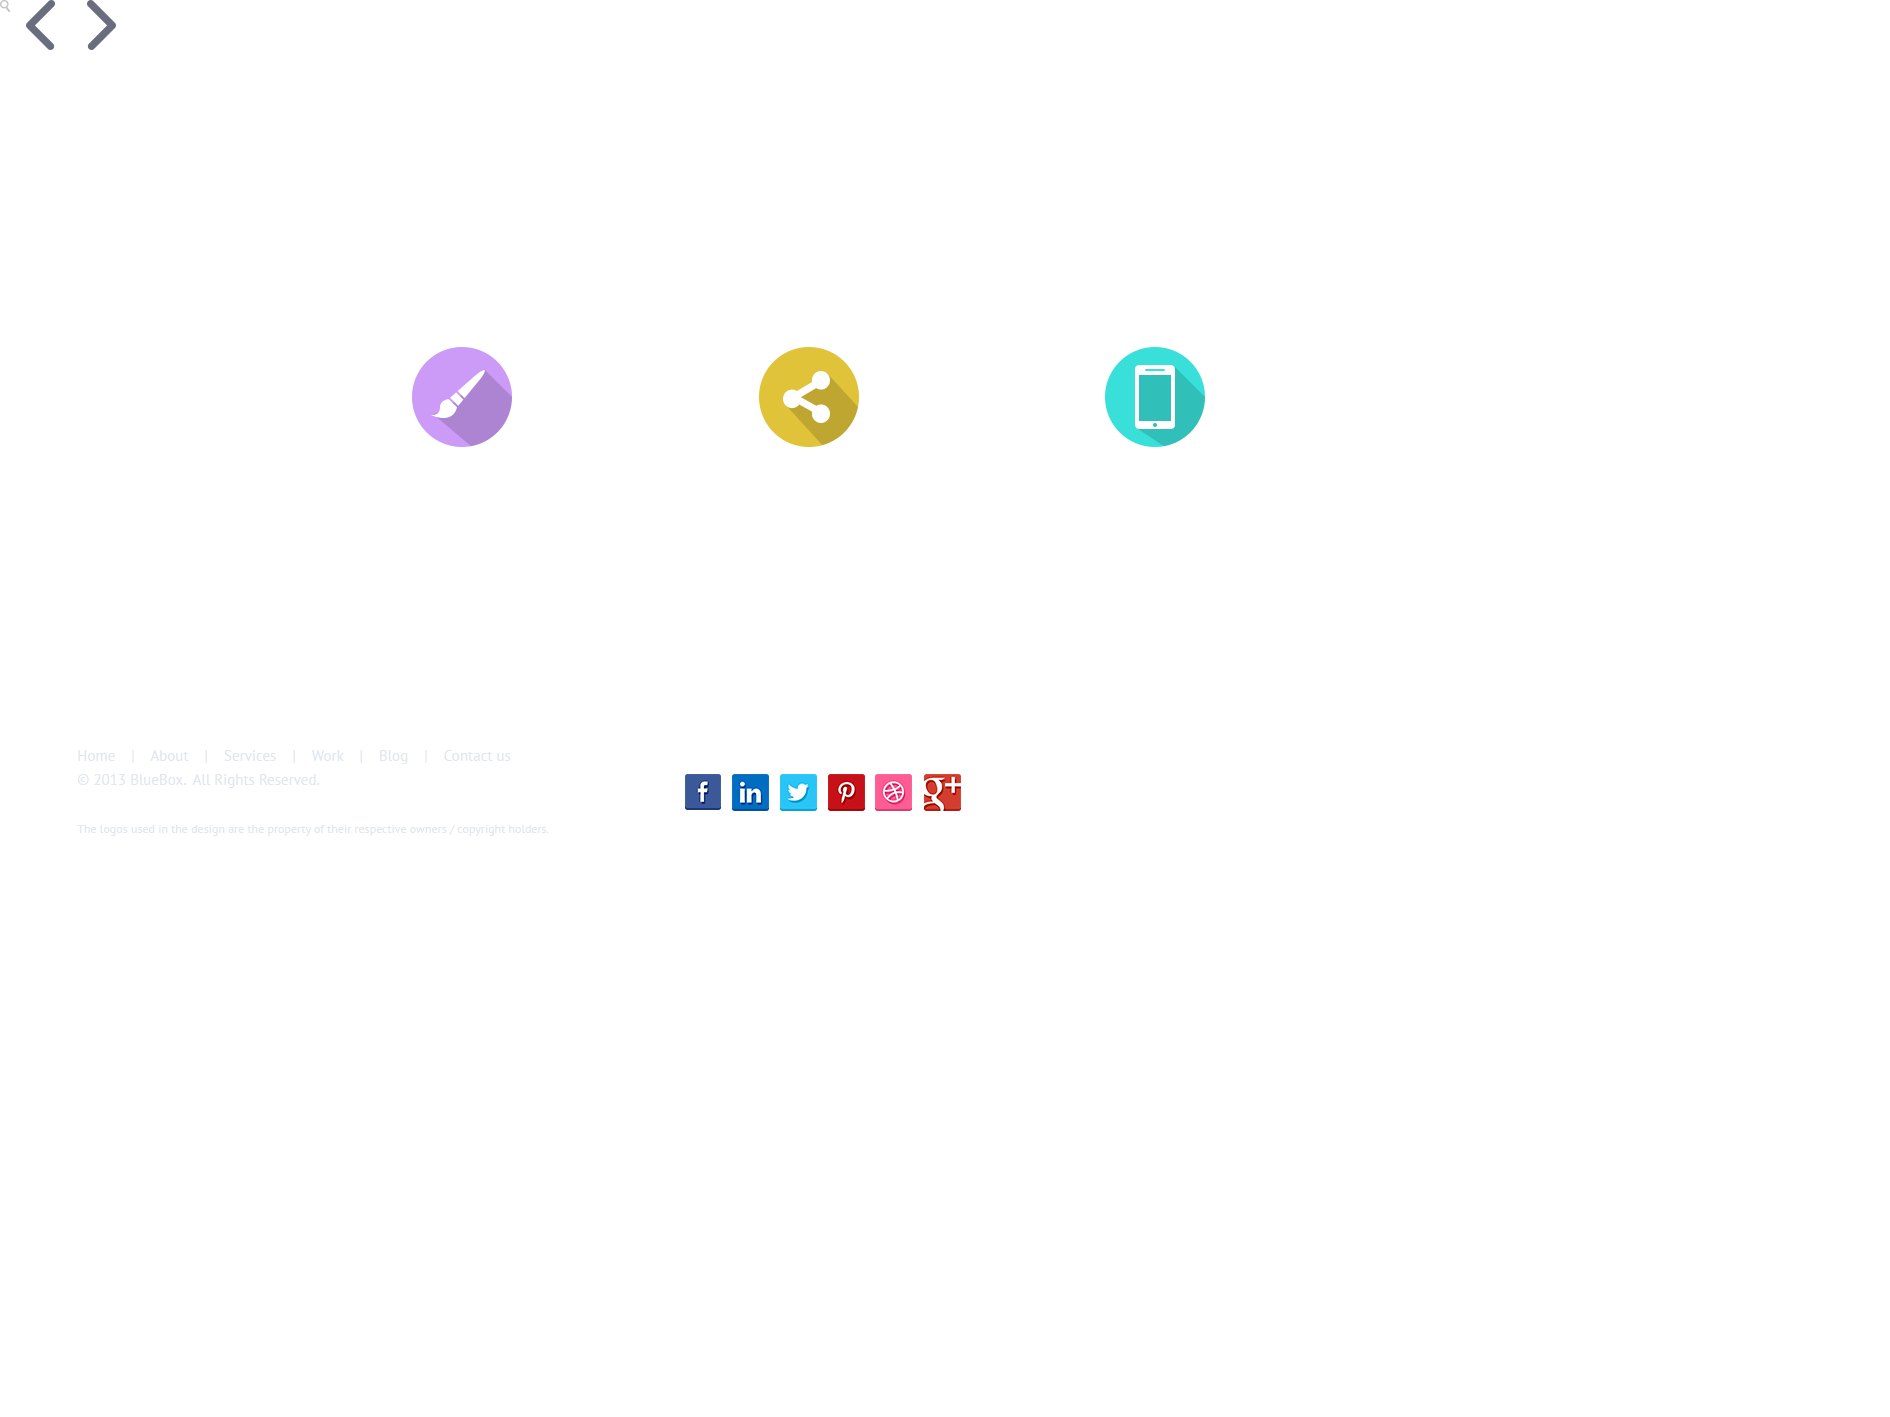 Home | About | Services | Work | Blog | Contact us
© 2013 BlueBox. All Rights Reserved.
The logos used in the design are the property of their respective owners / copyright holders.